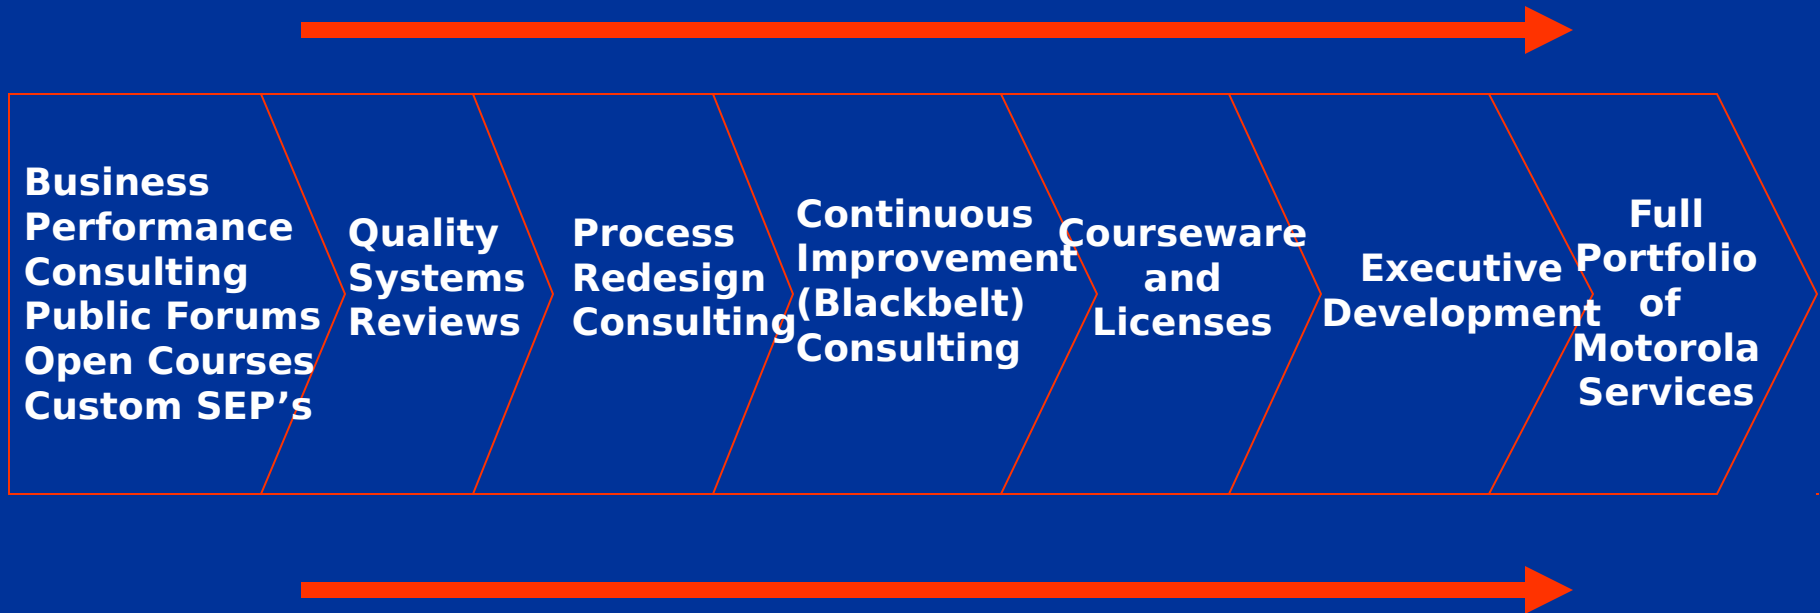 Business
Performance
Consulting
Public Forums
Open Courses
Custom SEP’s
Quality
Systems
Reviews
Process
Redesign
Consulting
Continuous
Improvement
(Blackbelt)
Consulting
Courseware
and
Licenses
Executive
Development
Full
Portfolio
of
Motorola
Services